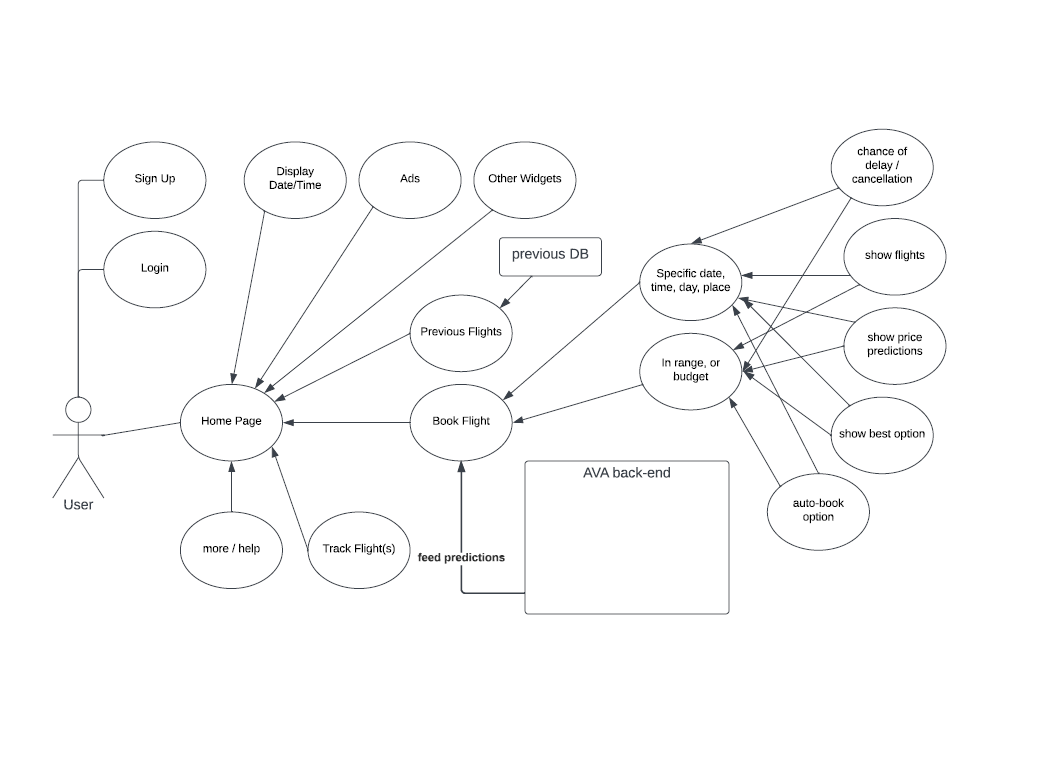 Sign Up
Display
Date/Time
Ads
Other Widgets
chance of
delay /
cancellation
previous DB
show flights
Login
Specific date,
time, day, place
Previous Flights
show price
predictions
In range, or
budget
Home Page
Book Flight
show best option
AVA back-end
User
auto-book
option
more / help
Track Flight(s)
feed predictions